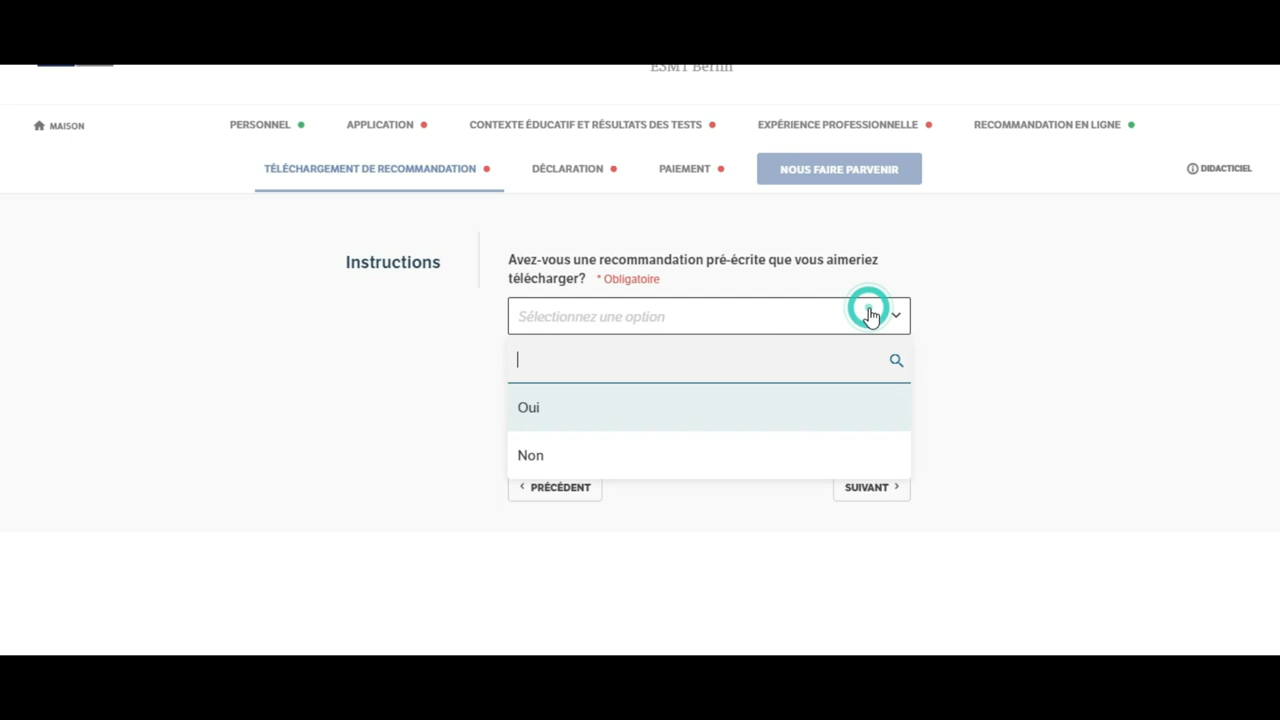 ESMT Berlin
MAISON
PERSONNEL
APPLICATION
CONTEXTE ÉDUCATIF ET RÉSULTATS DES TESTS
EXPÉRIENCE PROFESSIONNELLE
RECOMMANDATION EN LIGNE
TÉLÉCHARGEMENT DE RECOMMANDATION
DÉCLARATION
PAIEMENT
NOUS FAIRE PARVENIR
DIDACTICIEL
Instructions
Avez-vous une recommandation pré-écrite que vous aimeriez
télécharger? * Obligatoire
Sélectionnez une option
Oui
Non
PRÉCÉDENT
SUIVANT